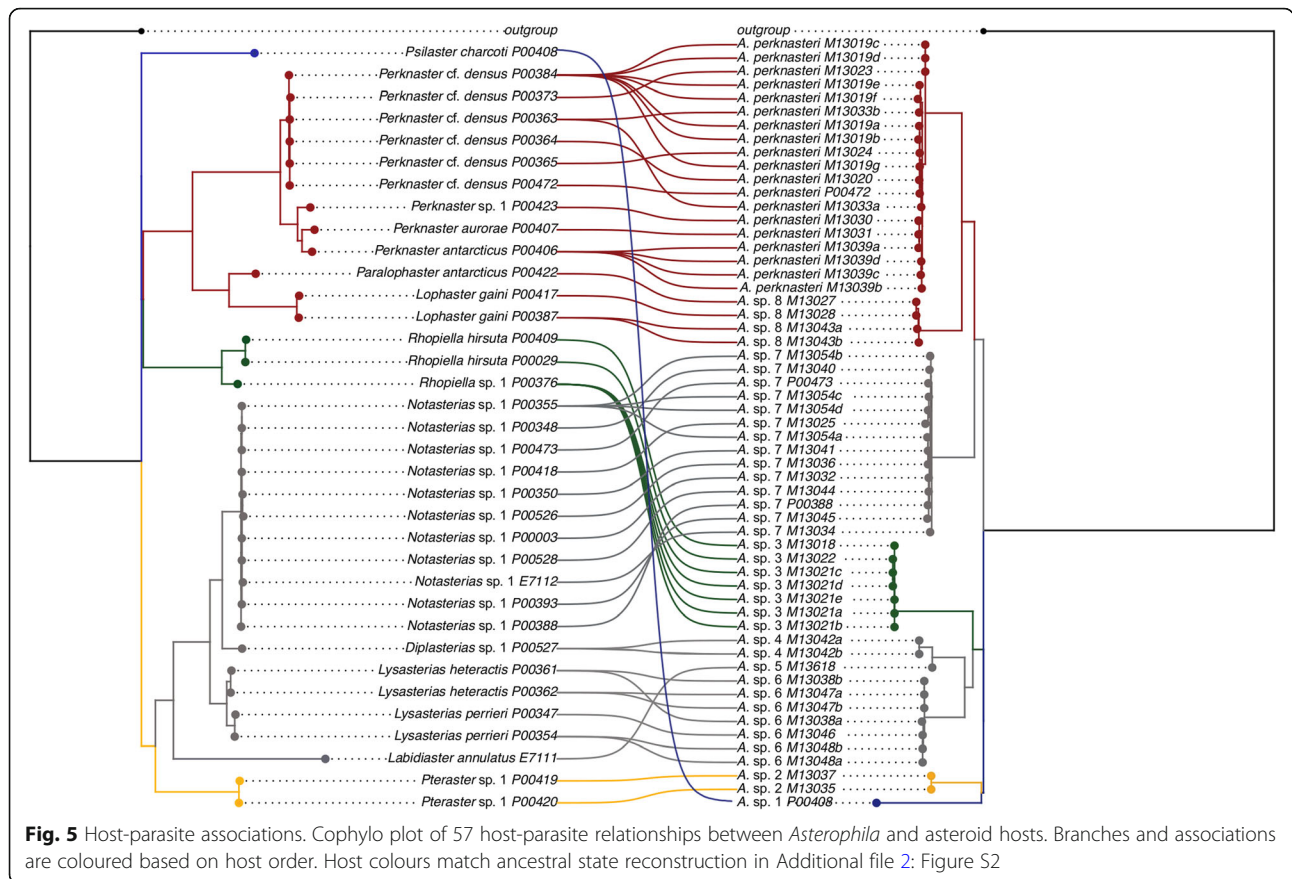 outgroup
Psilaster charcoti P00408
Perknaster cf. densus P00384
Perknaster cf. densus P00373
Perknaster cf. densus P00363
Perknaster cf. densus P00364
Perknaster cf. densus P00365
Perknaster cf. densus P00472
Perknaster sp. 1 P00423
Perknaster aurorae P00407
Perknaster antarcticus P00406
Paralophaster antarcticus P00422
Lophaster gaini P00417
Lophaster gaini P00387
Rhopiella hirsuta P00409
Rhopiella hirsuta P00029
Rhopiella sp. 1 P00376
Notasterias sp. 1 P00355
Notasterias sp. 1 P00348
Notasterias sp. 1 P00473
Notasterias sp. 1 P00418
Notasterias sp. 1 P00350
Notasterias sp. 1 P00526
Notasterias sp. 1 P00003
Notasterias sp. 1 P00528
Notasterias sp. 1 E7112
Notasterias sp. 1 P00393
Notasterias sp. 1 P00388
Diplasterias sp. 1 P00527
Lysasterias heteractis P00361
Lysasterias heteractis P00362
Lysasterias perrieri P00347
Lysasterias perrieri P00354
Labidiaster annulatus E7111
Pteraster sp. 1 P00419
Pteraster sp. 1 P00420
outgroup
A. perknasteri M13019c
A. perknasteri M13019d
A. perknasteri M13023
A. perknasteri M13019e
A. perknasteri M13019f
A. perknasteri M13033b
A. perknasteri M13019a
A. perknasteri M13019b
A. perknasteri M13024
A. perknasteri M13019g
A. perknasteri M13020
A. perknasteri P00472
A. perknasteri M13033a
A. perknasteri M13030
A. perknasteri M13031
A. perknasteri M13039a
A. perknasteri M13039d
A. perknasteri M13039c
A. perknasteri M13039b
A. sp. 8 M13027
A. sp. 8 M13028
A. sp. 8 M13043a
A. sp. 8 M13043b
A. sp. 7 M13054b
A. sp. 7 M13040
A. sp. 7 P00473
A. sp. 7 M13054c
A. sp. 7 M13054d
A. sp. 7 M13025
A. sp. 7 M13054a
A. sp. 7 M13041
A. sp. 7 M13036
A. sp. 7 M13032
A. sp. 7 M13044
A. sp. 7 P00388
A. sp. 7 M13045
A. sp. 7 M13034
A. sp. 3 M13018
A. sp. 3 M13022
A. sp. 3 M13021c
A. sp. 3 M13021d
A. sp. 3 M13021e
A. sp. 3 M13021a
A. sp. 3 M13021b
A. sp. 4 M13042a
A. sp. 4 M13042b
A. sp. 5 M13618
A. sp. 6 M13038b
A. sp. 6 M13047a
A. sp. 6 M13047b
A. sp. 6 M13038a
A. sp. 6 M13046
A. sp. 6 M13048b
A. sp. 6 M13048a
A. sp. 2 M13037
A. sp. 2 M13035
A. sp. 1 P00408
Fig. 5 Host-parasite associations. Cophylo plot of 57 host-parasite relationships between Asterophila and asteroid hosts. Branches and associations
are coloured based on host order. Host colours match ancestral state reconstruction in Additional file 2: Figure S2